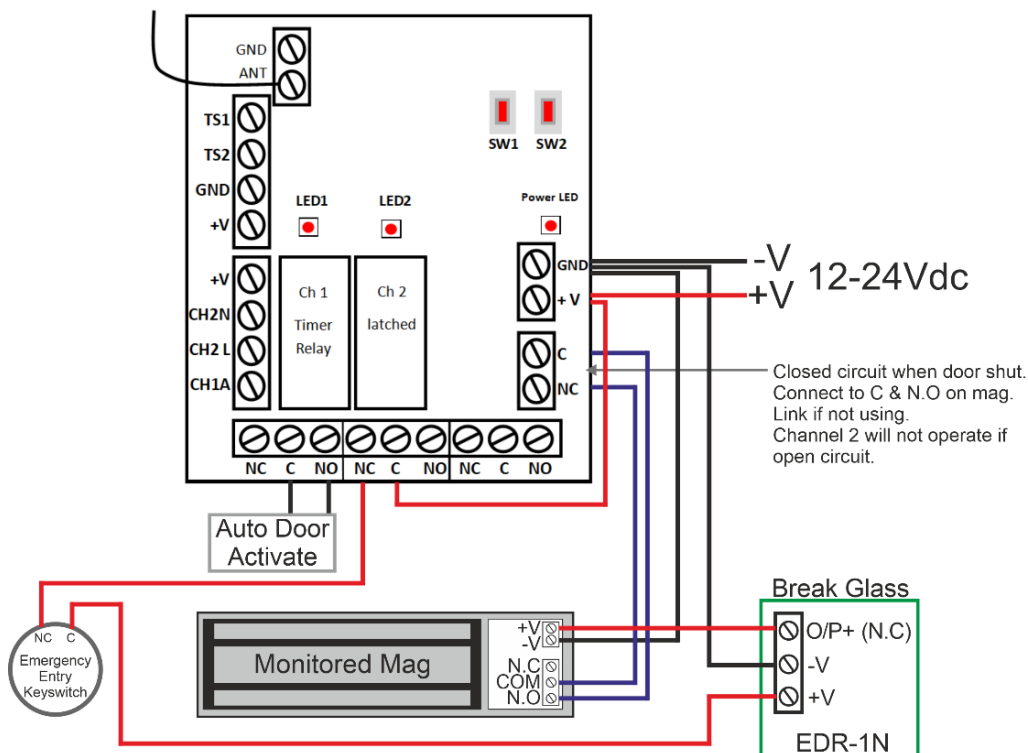 GND
ANT
TS1
TS2
GND
+V
SW1 SW2
LED1 LED2 Power LED
+V
CH2N
CH2 L
CH1A
Ch 1
Timer
Relay
Ch 2
latched
GND
+ V
C
NC
-V
+V
12-24Vdc
Closed circuit when door shut.
Connect to C & N.O on mag.
Link if not using.
Channel 2 will not operate if
open circuit.
NC C NO NC C NO NC C NO
Auto Door
Activate
NC C
Emergency
Entry
Keyswitch
Monitored Mag
+V
-V
N.C
COM
N.O
Break Glass
O/P+ (N.C)
-V
+V
EDR-1N